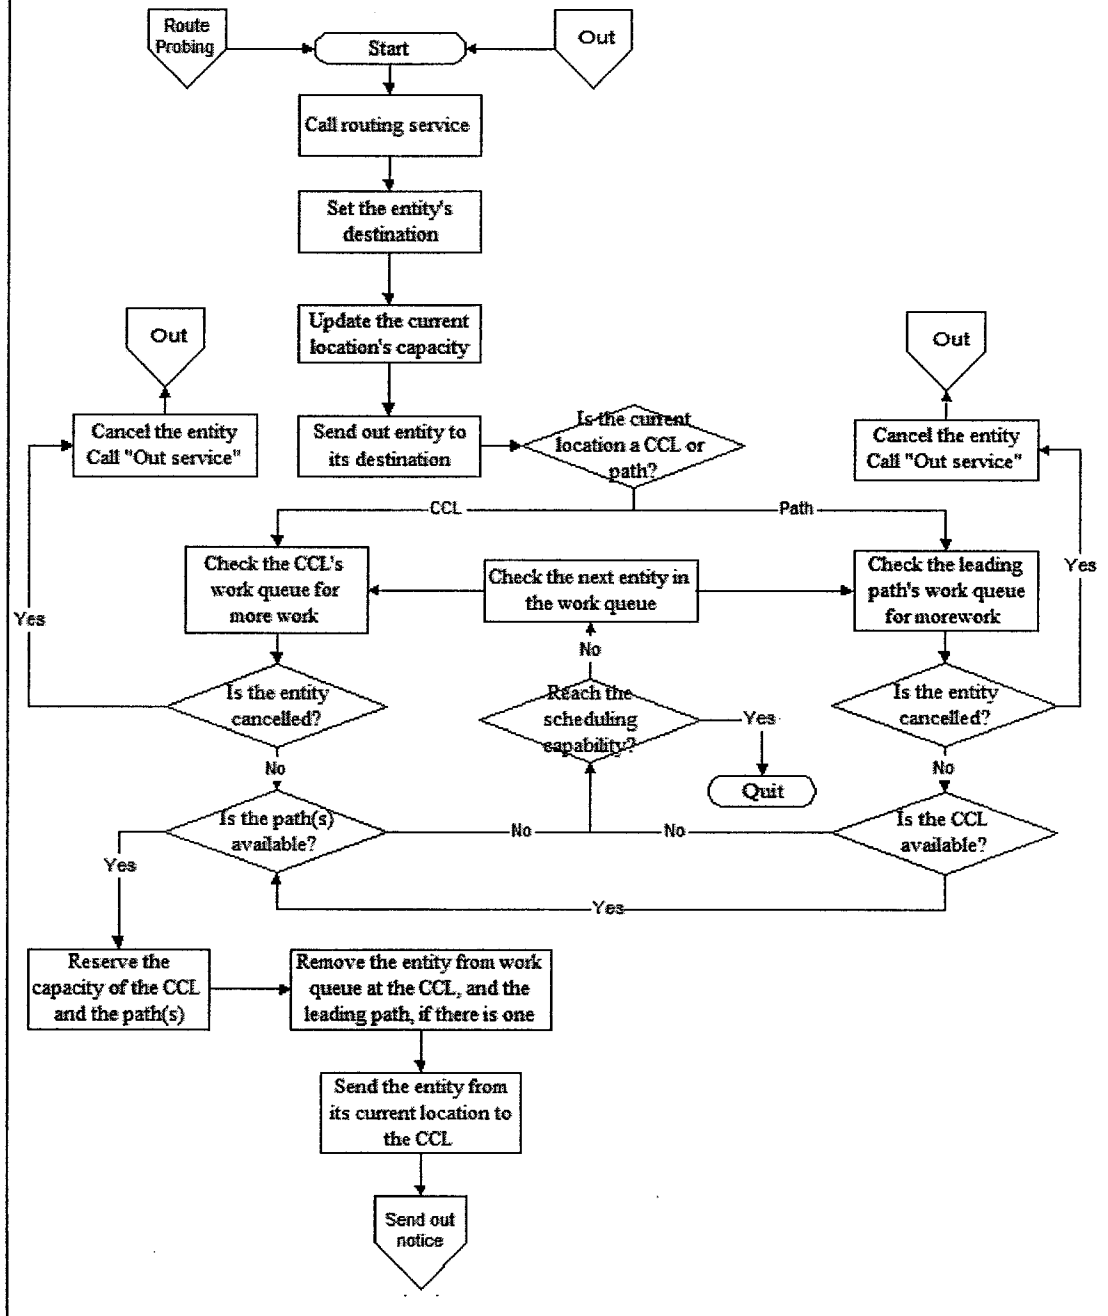 Route
Probing
Start
Out
Call routing service
Set the entity's
destination
Update the current
location's capacity
Out
Out
Cancel the entity
Call "Out service"
Send out entity to
its destination
Is the current
location a CCL or
path?
Cancel the entity
Call "Out service"
CCL
Path
Check the CCL's
work queue for
more work
Check the next entity in
the work queue
Check the leading
path's work queue
for morework
Yes
Yes
No
Is the entity
cancelled?
Reach the
scheduling
capability?
Yes
Is the entity
cancelled?
No
Quit
No
Is the path(s)
available?
No
No
Is the CCL
available?
Yes
Yes
Reserve the
capacity of the CCL
and the path(s)
Remove the entity from work
queue at the CCL, and the
leading path, if there is one
Send the entity from
its current location to
the CCL
Send out
notice